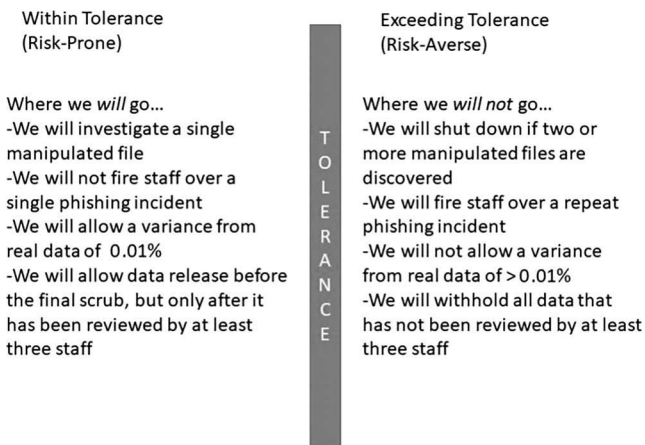 Within Tolerance
(Risk-Prone)
Where we will go...
-We will investigate a single
manipulated file
-We will not fire staff over a
single phishing incident
-We will allow a variance from
real data of 0.01%
-We will allow data release before
the final scrub, but only after it
has been reviewed by at least
three staff
TOLERANCE
Exceeding Tolerance
(Risk-Averse)
Where we will not go...
-We will shut down if two or
more manipulated files are
discovered
-We will fire staff over a repeat
phishing incident
-We will not allow a variance
from real data of >0.01%
-We will withhold all data that
has not been reviewed by at least
three staff